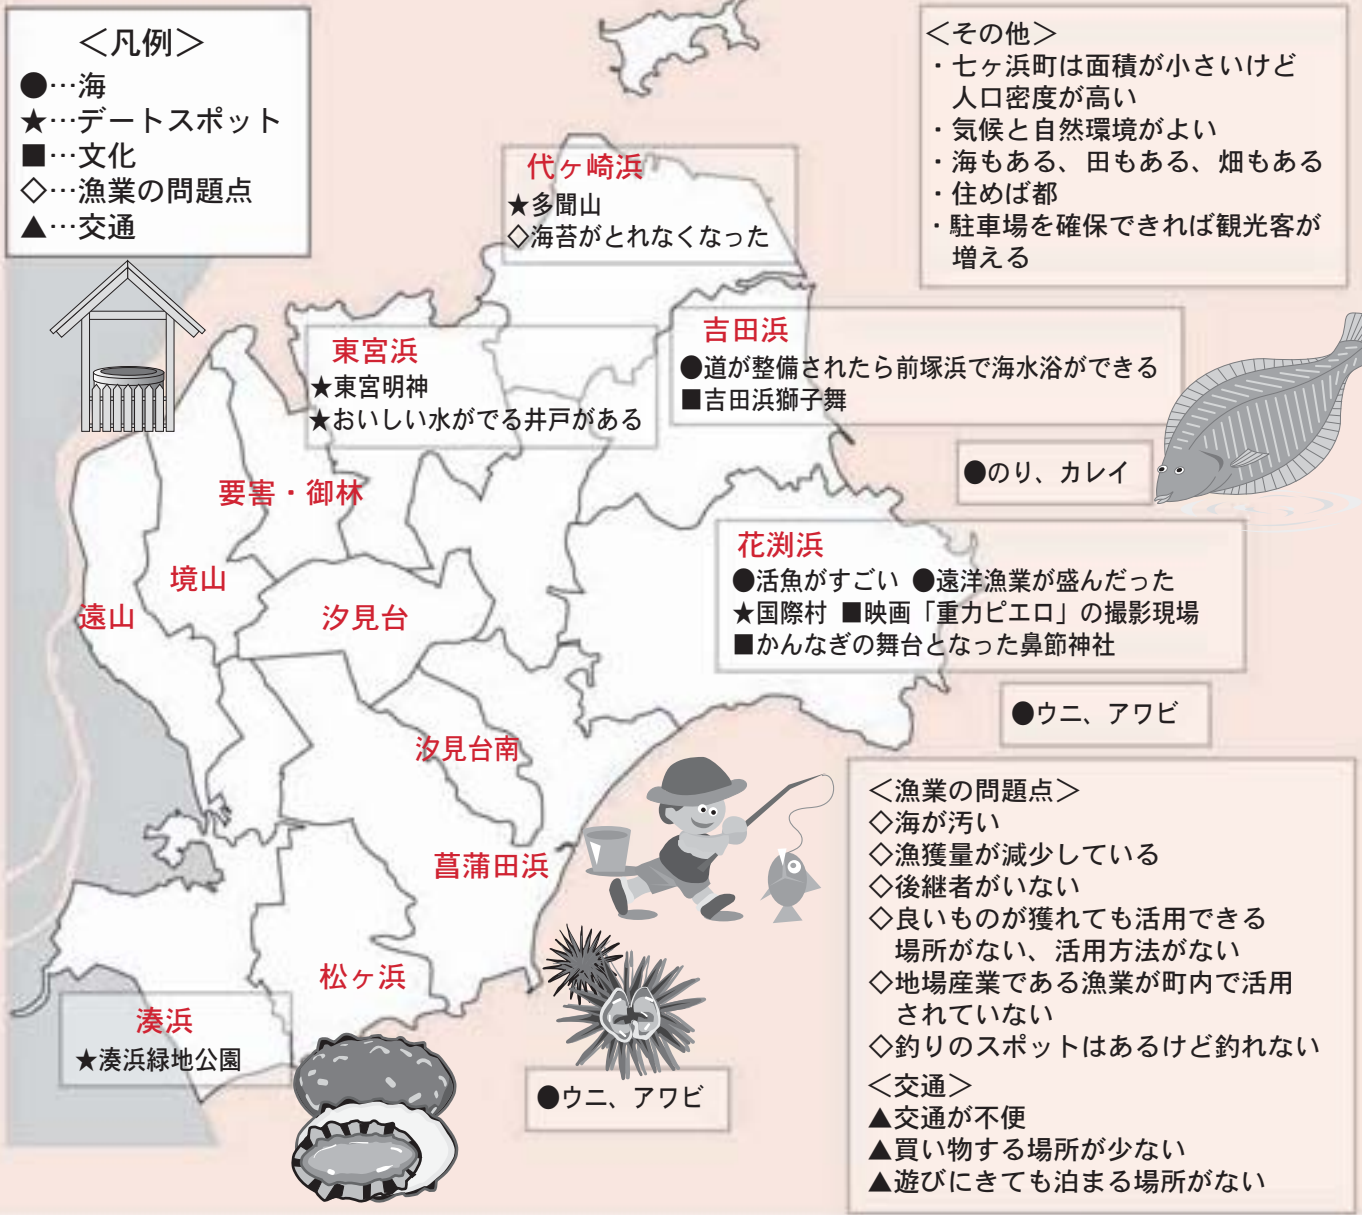 ＜凡例＞
●…海
★…デートスポット
■…文化
◇…漁業の問題点
▲…交通
＜その他＞
・七ヶ浜町は面積が小さいけど
人口密度が高い
・気候と自然環境がよい
・海もある、田もある、畑もある
・住めば都
・駐車場を確保できれば観光客が
増える
代ヶ崎浜
★多聞山
◇海苔がとれなくなった
東宮浜
★東宮明神
★おいしい水がでる井戸がある
吉田浜
●道が整備されたら前塚浜で海水浴ができる
■吉田浜獅子舞
●のり、カレイ
要害・御林
境山
遠山
汐見台
花渕浜
●活魚がすごい ●遠洋漁業が盛んだった
★国際村 ■映画「重力ピエロ」の撮影現場
■かんなぎの舞台となった鼻節神社
●ウニ、アワビ
汐見台南
菖蒲田浜
松ヶ浜
湊浜
★湊浜緑地公園
●ウニ、アワビ
＜漁業の問題点＞
◇海が汚い
◇漁獲量が減少している
◇後継者がいない
◇良いものが獲れても活用できる
場所がない、活用方法がない
◇地場産業である漁業が町内で活用
されていない
◇釣りのスポットはあるけど釣れない
＜交通＞
▲交通が不便
▲買い物する場所が少ない
▲遊びにきても泊まる場所がない